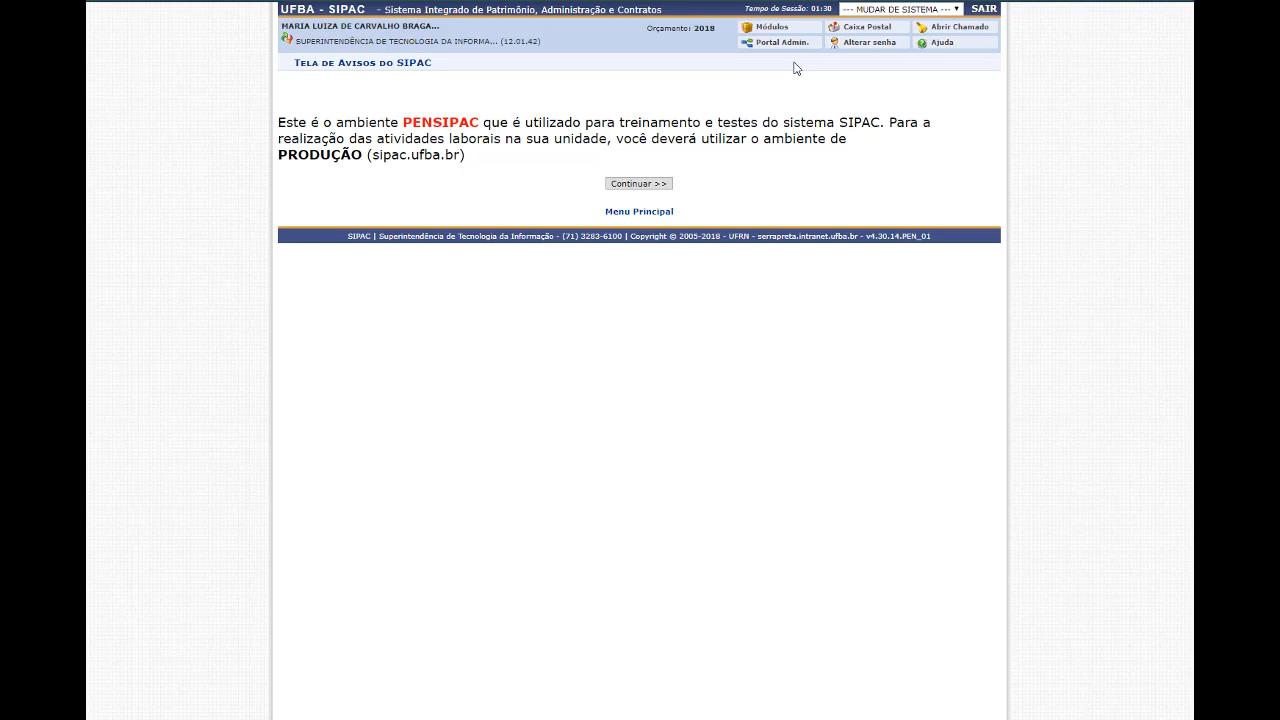 UFBA - SIPAC - Sistema Integrado de Patrimônio, Administração e Contratos Tempo de Sessão: 01:30 --- MUDAR DE SISTEMA --- SAIR
MARIA LUIZA DE CARVALHO BRAGA... Orçamento: 2018 Módulos Caixa Postal Abrir Chamado
SUPERINTENDÊNCIA DE TECNOLOGIA DA INFORMA... (12.01.42) Portal Admin. Alterar senha Ajuda
TELA DE AVISOS DO SIPAC
Este é o ambiente PENSIPAC que é utilizado para treinamento e testes do sistema SIPAC. Para a
realização das atividades laborais na sua unidade, você deverá utilizar o ambiente de
PRODUÇÃO (sipac.ufba.br)
Continuar >>
Menu Principal
SIPAC | Superintendência de Tecnologia da Informação - (71) 3283-6100 | Copyright © 2005-2018 - UFRN - serrapreta.intranet.ufba.br - v4.30.14.PEN_01